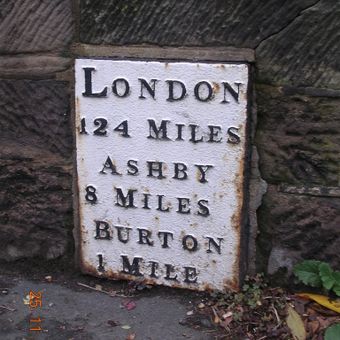 LONDON
124 MILES
ASHBY
8 MILES
BURTON
1 MILE